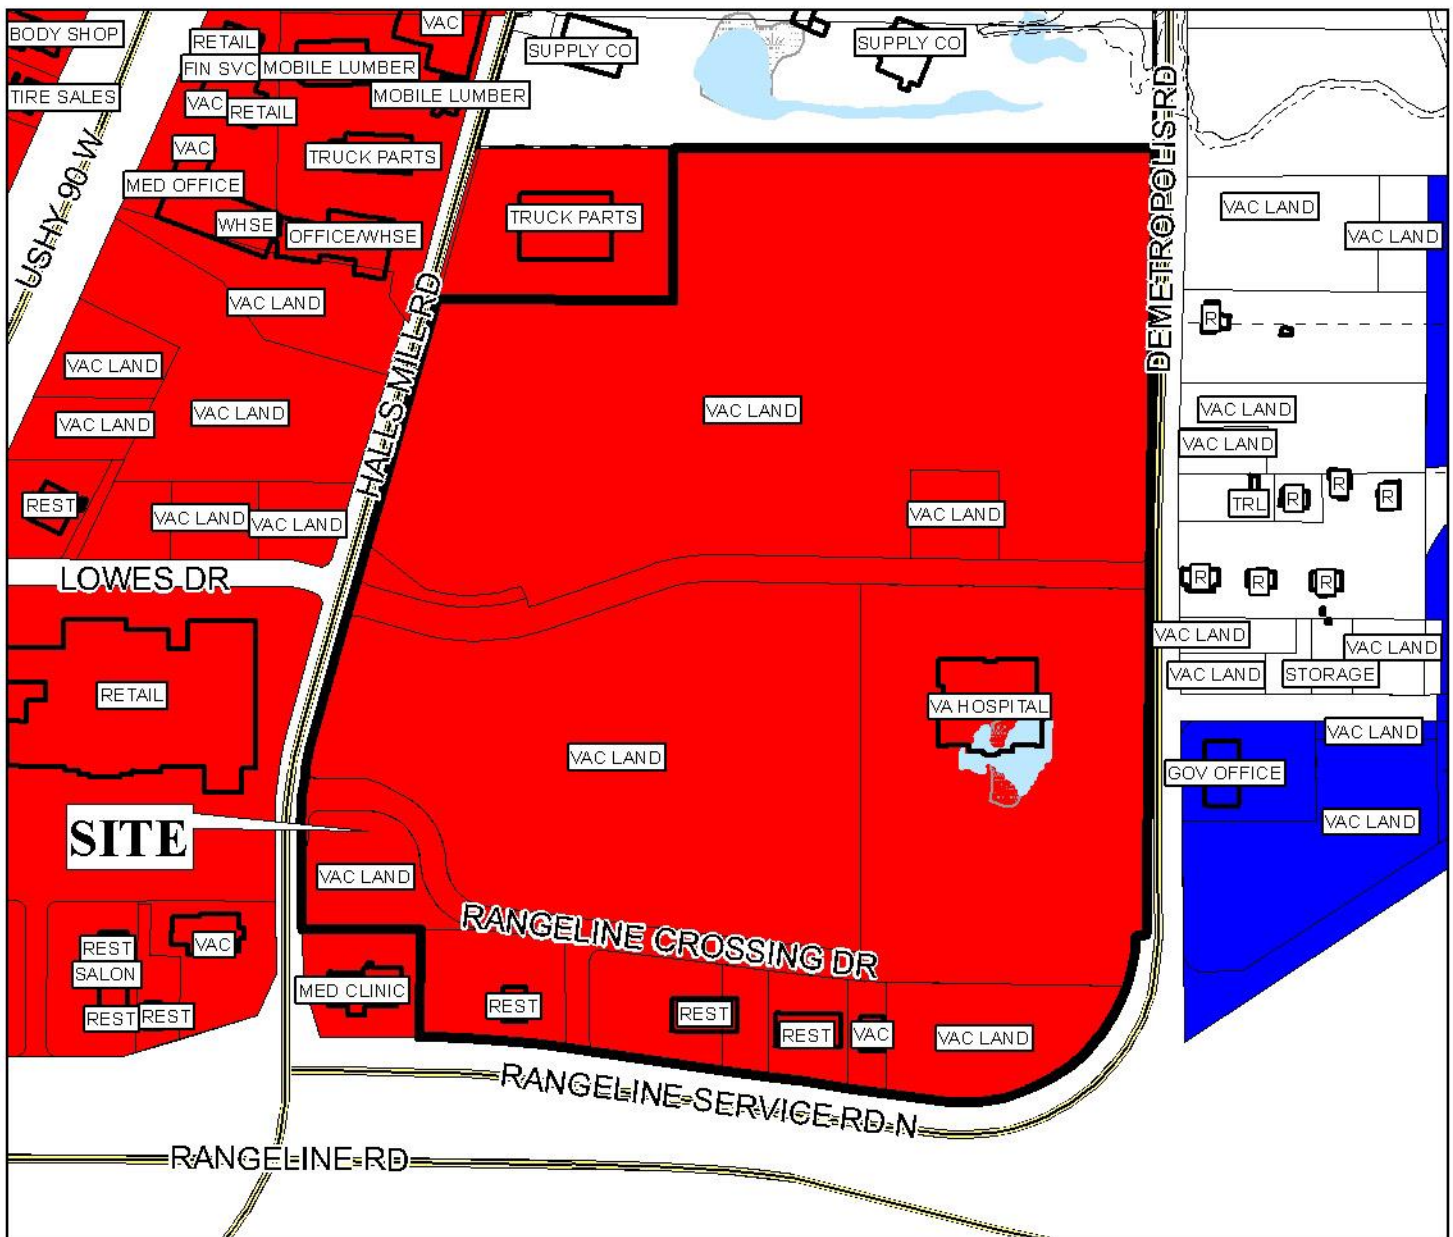 BODY SHOP
TIRE SALES
USHY 90 W
RETAIL
FIN SVC
MOBILE LUMBER
VAC
VAC
RETAIL
MOBILE LUMBER
SUPPLY CO
SUPPLY CO
VAC
TRUCK PARTS
MED OFFICE
WHSE
OFFICE/WHSE
TRUCK PARTS
DEMETROPOLIS RD
VAC LAND
VAC LAND
VAC LAND
HALLS MILL RD
R
VAC LAND
VAC LAND
VAC LAND
VAC LAND
VAC LAND
VAC LAND
REST
VAC LAND
VAC LAND
VAC LAND
TRL
R
R
R
LOWES DR
R
R
R
VAC LAND
VAC LAND
VAC LAND
STORAGE
RETAIL
VA HOSPITAL
VAC LAND
VAC LAND
GOV OFFICE
VAC LAND
SITE
VAC LAND
RANGELINE CROSSING DR
REST
VAC
SALON
REST
REST
MED CLINIC
REST
REST
REST
VAC
VAC LAND
RANGELINE SERVICE RD N
RANGELINE RD